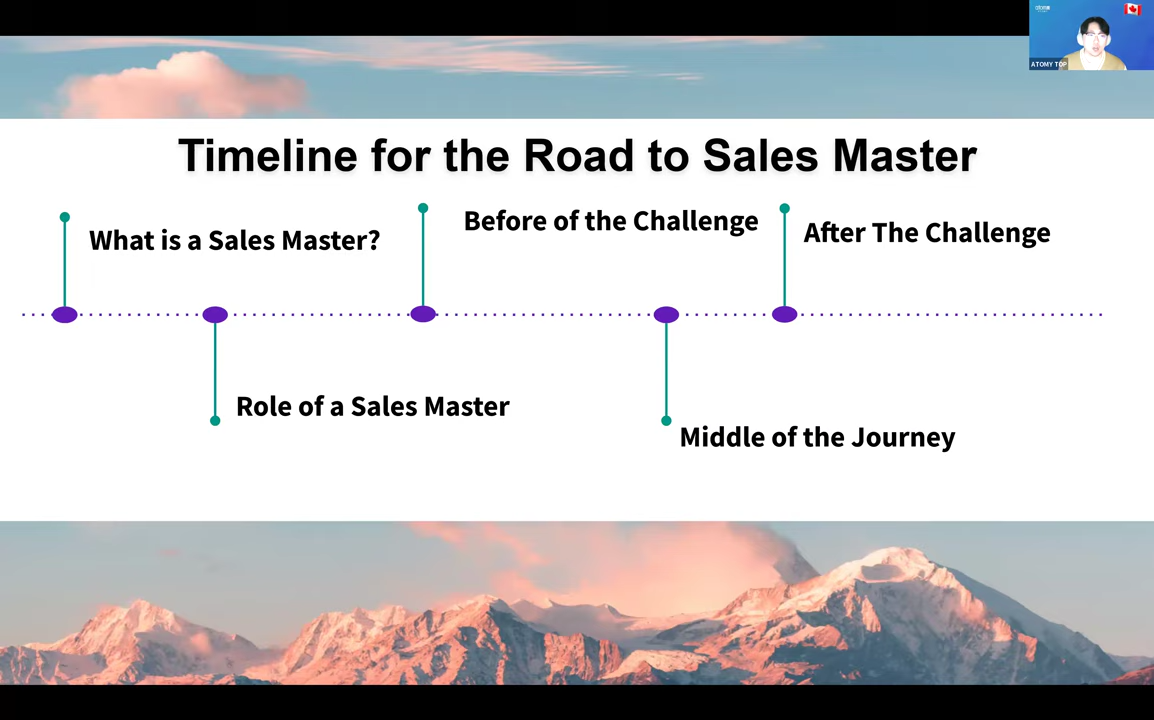 ATOMY TOP
Timeline for the Road to Sales Master
What is a Sales Master?
Before of the Challenge
After The Challenge
Role of a Sales Master
Middle of the Journey